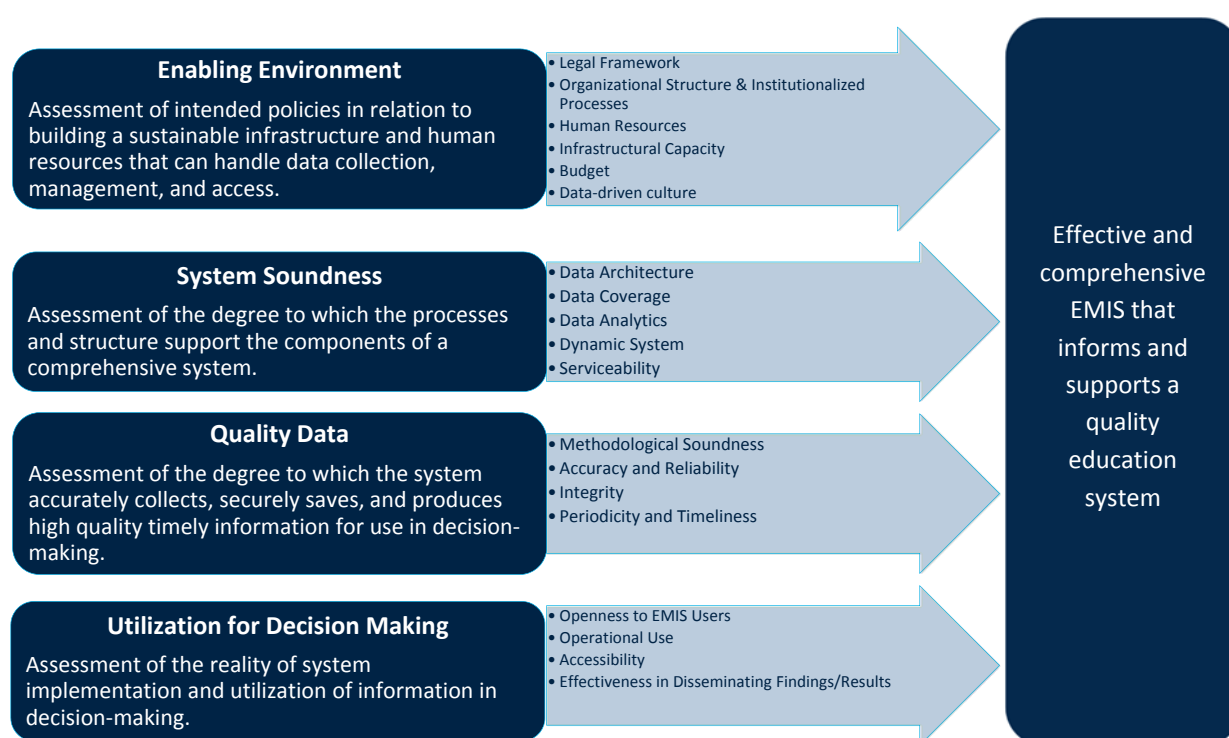 Enabling Environment
Assessment of intended policies in relation to
building a sustainable infrastructure and human
resources that can handle data collection,
management, and access.
• Legal Framework
• Organizational Structure & Institutionalized
Processes
• Human Resources
• Infrastructural Capacity
• Budget
• Data-driven culture
System Soundness
Assessment of the degree to which the processes
and structure support the components of a
comprehensive system.
• Data Architecture
• Data Coverage
• Data Analytics
• Dynamic System
• Serviceability
Quality Data
Assessment of the degree to which the system
accurately collects, securely saves, and produces
high quality timely information for use in decision-
making.
• Methodological Soundness
• Accuracy and Reliability
• Integrity
• Periodicity and Timeliness
Utilization for Decision Making
Assessment of the reality of system
implementation and utilization of information in
decision-making.
• Openness to EMIS Users
• Operational Use
• Accessibility
• Effectiveness in Disseminating Findings/Results
Effective and
comprehensive
EMIS that
informs and
supports a
quality
education
system